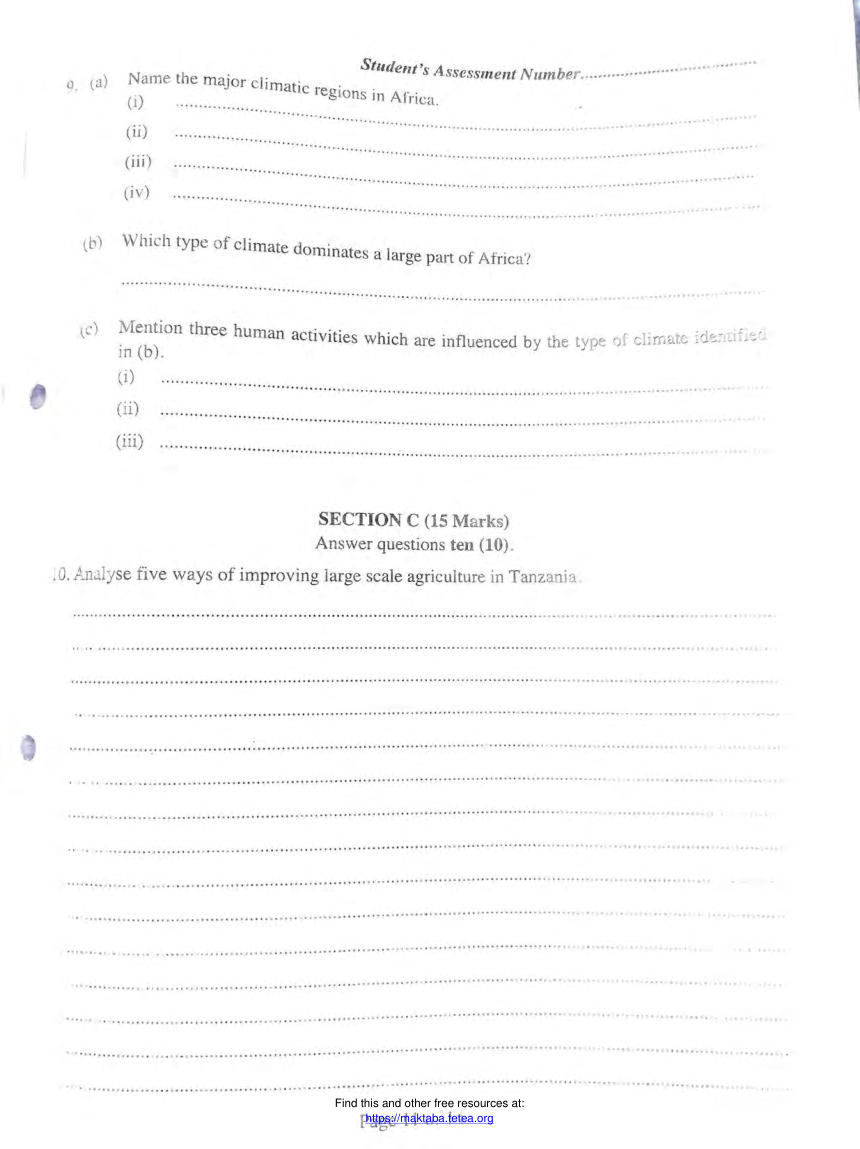 Student's Assessment Number..............................
9. (a) Name the major climatic regions in Africa.
(i) ..............................
(ii) ..............................
(iii) ..............................
(iv) ..............................
(b) Which type of climate dominates a large part of Africa?
..............................
(c) Mention three human activities which are influenced by the type of climate identified
in (b).
(i) ..............................
(ii) ..............................
(iii) ..............................
SECTION C (15 Marks)
Answer questions ten (10).
10. Analyse five ways of improving large scale agriculture in Tanzania.
Find this and other free resources at:
https://maktaba.fetea.org
Page 11